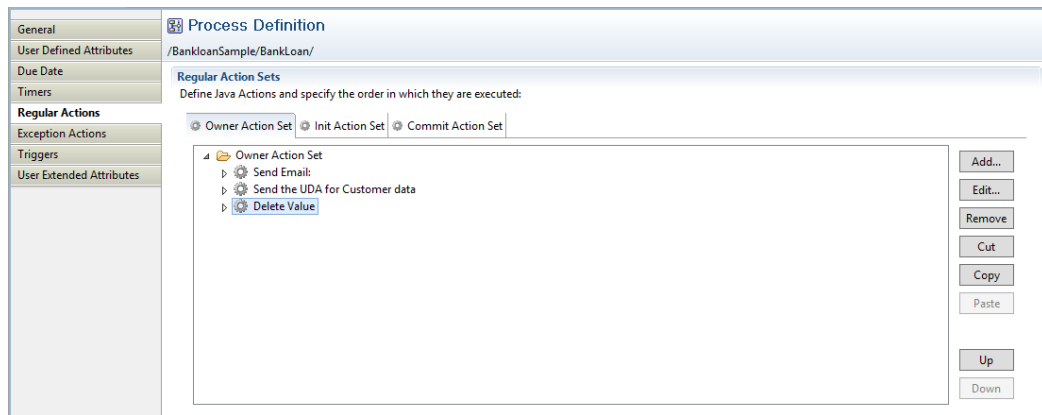 General
User Defined Attributes
Due Date
Timers
Regular Actions
Exception Actions
Triggers
User Extended Attributes
Process Definition
/BankloanSample/BankLoan/
Regular Action Sets
Define Java Actions and specify the order in which they are executed:
Owner Action Set Init Action Set Commit Action Set
Owner Action Set
Send Email:
Send the UDA for Customer data
Delete Value
Add...
Edit...
Remove
Cut
Copy
Paste
Up
Down